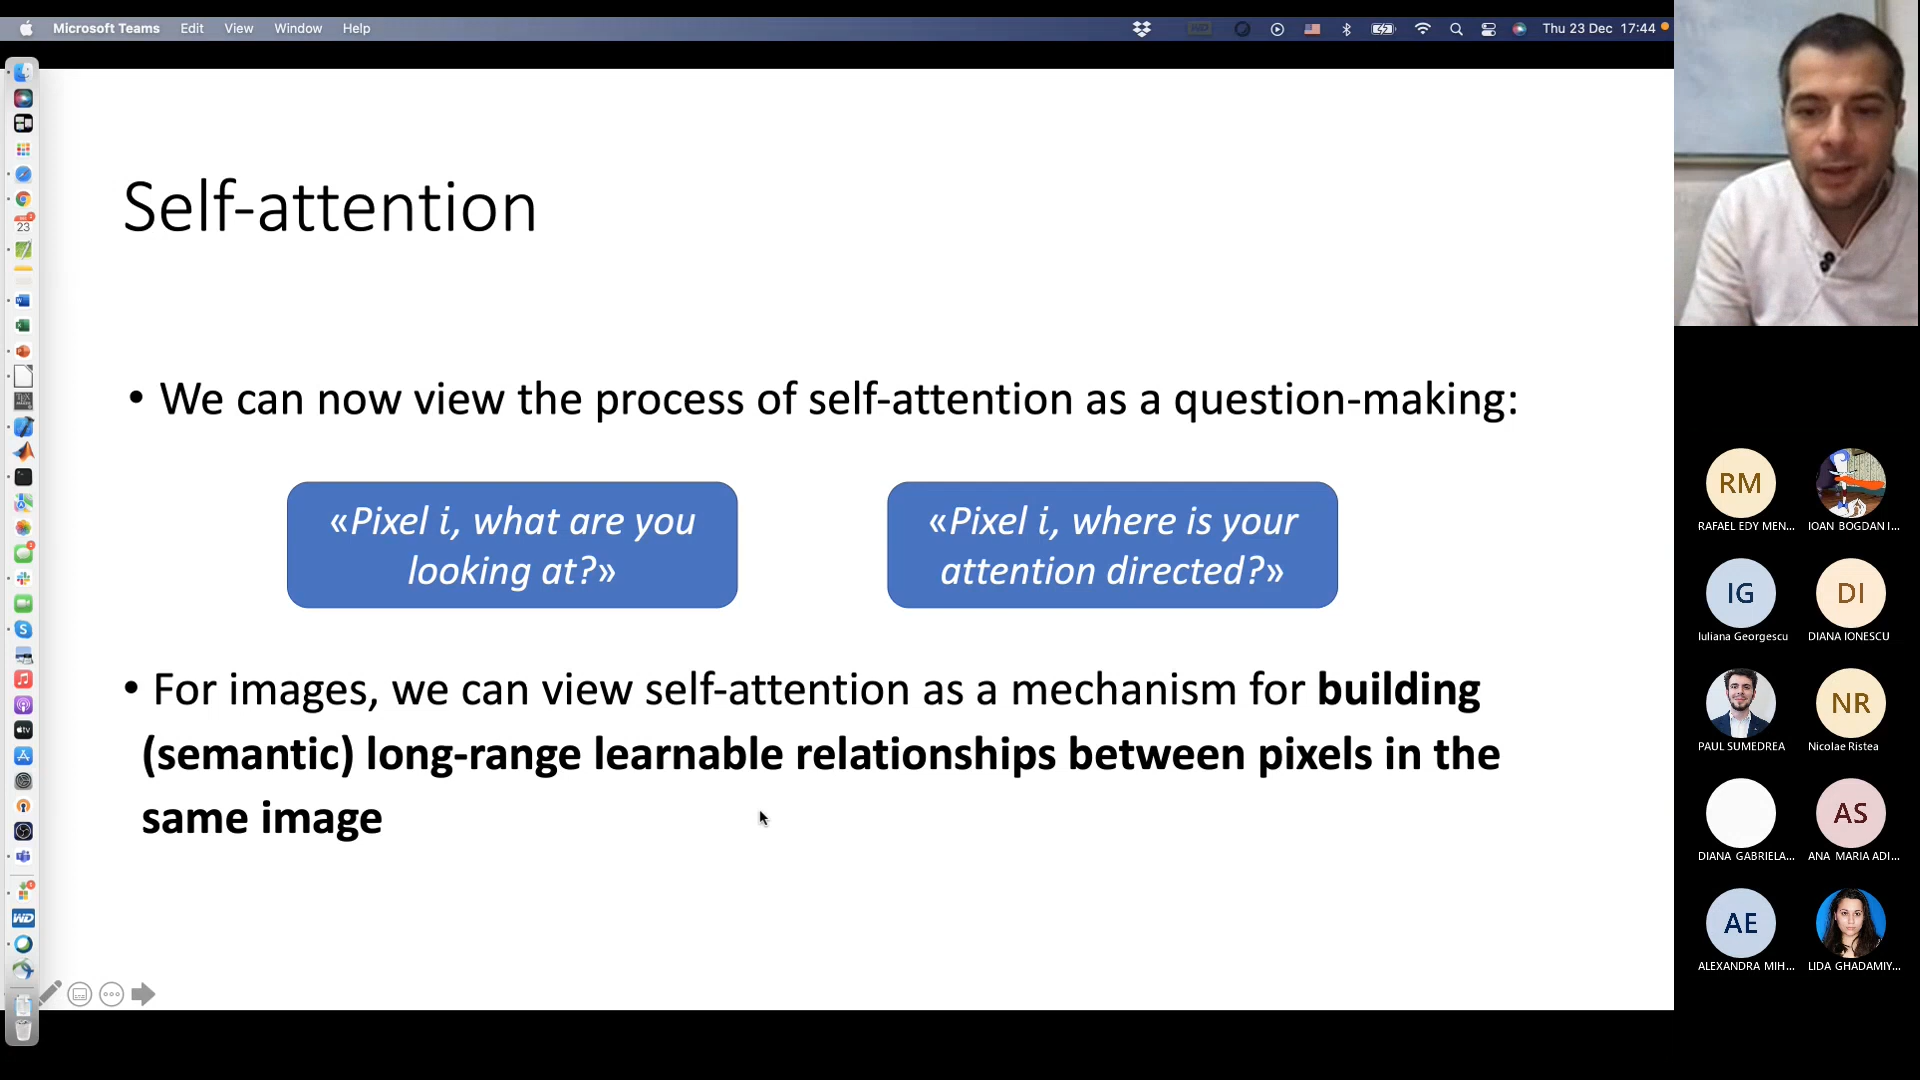 Microsoft Teams Edit View Window Help
Thu 23 Dec 17:44
23
Self-attention
• We can now view the process of self-attention as a question-making:
«Pixel i, what are you
looking at?»
«Pixel i, where is your
attention directed?»
• For images, we can view self-attention as a mechanism for building
(semantic) long-range learnable relationships between pixels in the
same image
WD
RM
RAFAEL EDY MEN...
IOAN BOGDAN I...
IG
Iuliana Georgescu
DI
DIANA IONESCU
PAUL SUMEDREA
NR
Nicolae Ristea
DIANA GABRIELA...
AS
ANA MARIA ADI...
AE
ALEXANDRA MIH...
LIDA GHADAMIY...